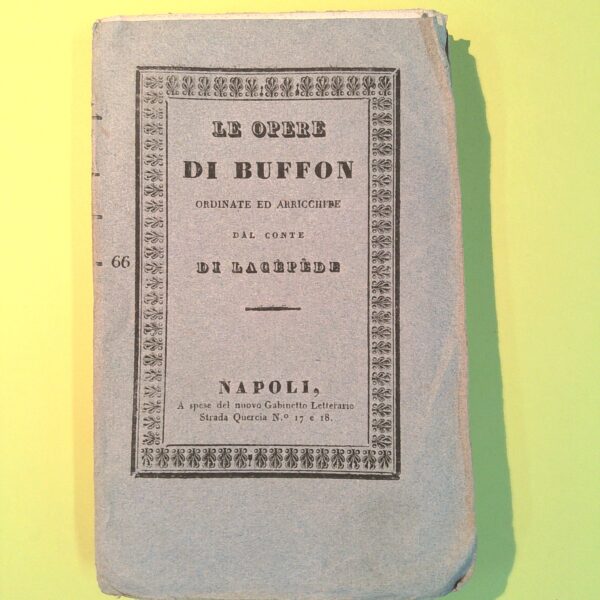 LE OPERE
DI BUFFON
ORDINATE ED ARRICCHITE
DAL CONTE
66
DI LACÉPÈDE
NAPOLI,
A spese del nuovo Gabinetto Letterario
Strada Quercia N.º 17 e 18.